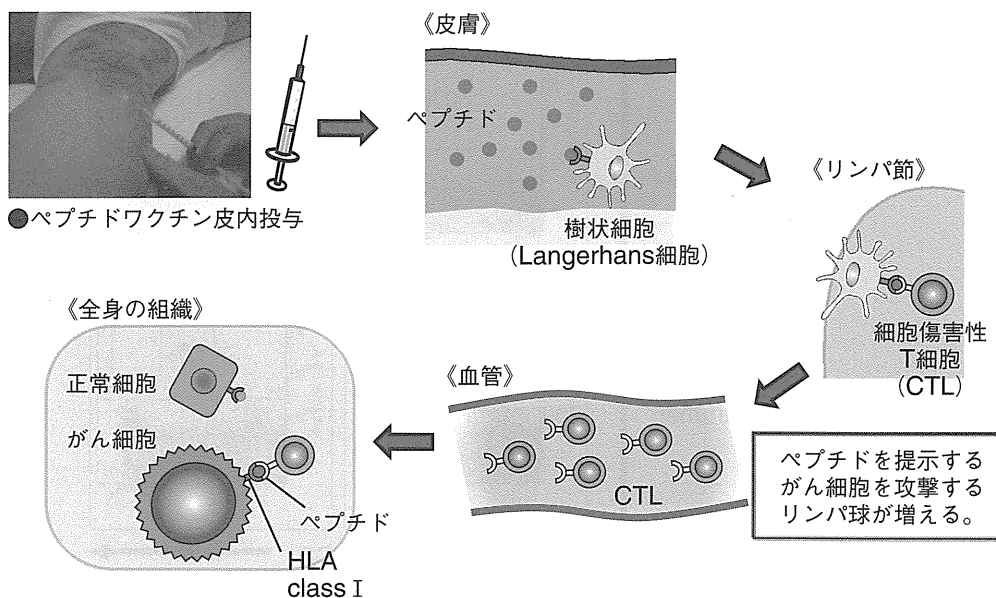 ●ペプチドワクチン皮内投与
《皮膚》
ペプチド
樹状細胞
(Langerhans細胞)
《リンパ節》
細胞傷害性
T細胞
(CTL)
ペプチドを提示する
がん細胞を攻撃する
リンパ球が増える。
《血管》
CTL
《全身の組織》
正常細胞
がん細胞
ペプチド
HLA
class Ⅰ